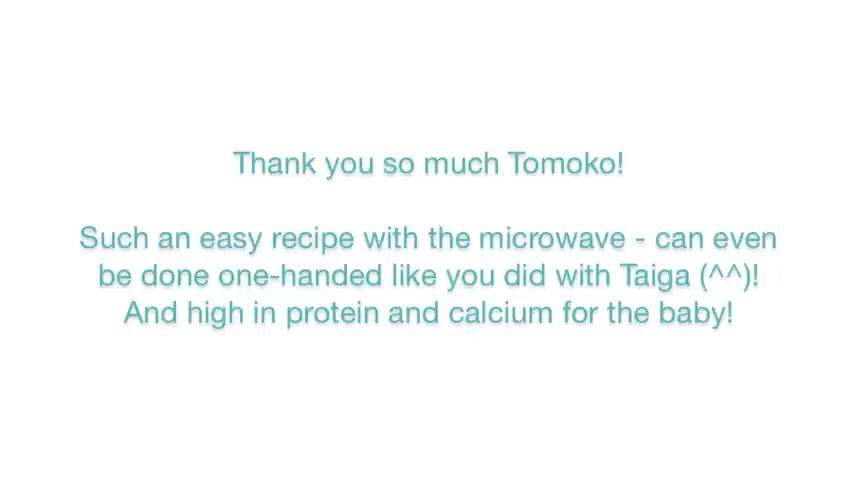 Thank you so much Tomoko!
Such an easy recipe with the microwave - can even
be done one-handed like you did with Taiga (^^)!
And high in protein and calcium for the baby!